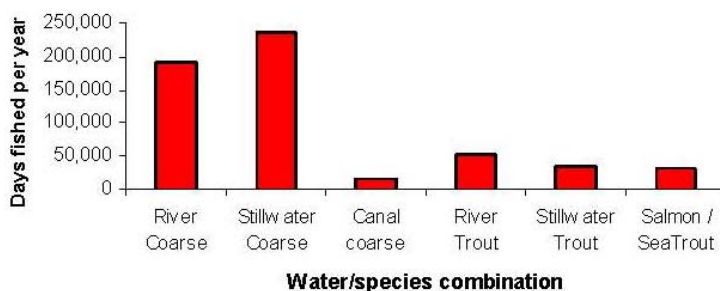 Days fished per year
250,000
200,000
150,000
100,000
50,000
0
River
Coarse
Stillwater
Coarse
Canal
coarse
River
Trout
Stillwater
Trout
Salmon /
SeaTrout
Water/species combination